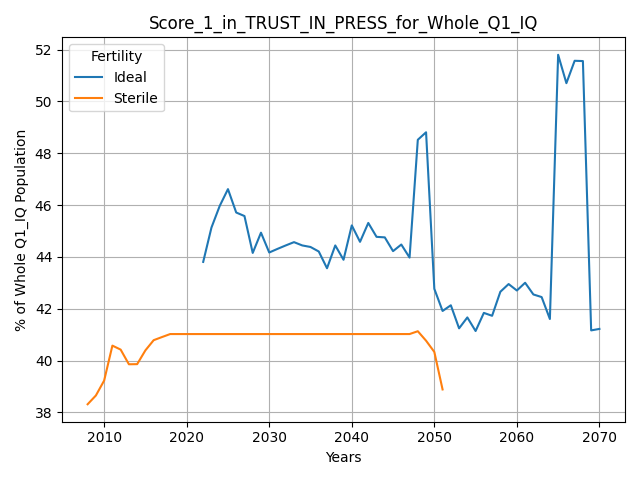 Score_1_in_TRUST_IN_PRESS_for_Whole_Q1_IQ
Fertility
Ideal
Sterile
% of Whole Q1_IQ Population
52
50
48
46
44
42
40
38
2010
2020
2030
2040
2050
2060
2070
Years